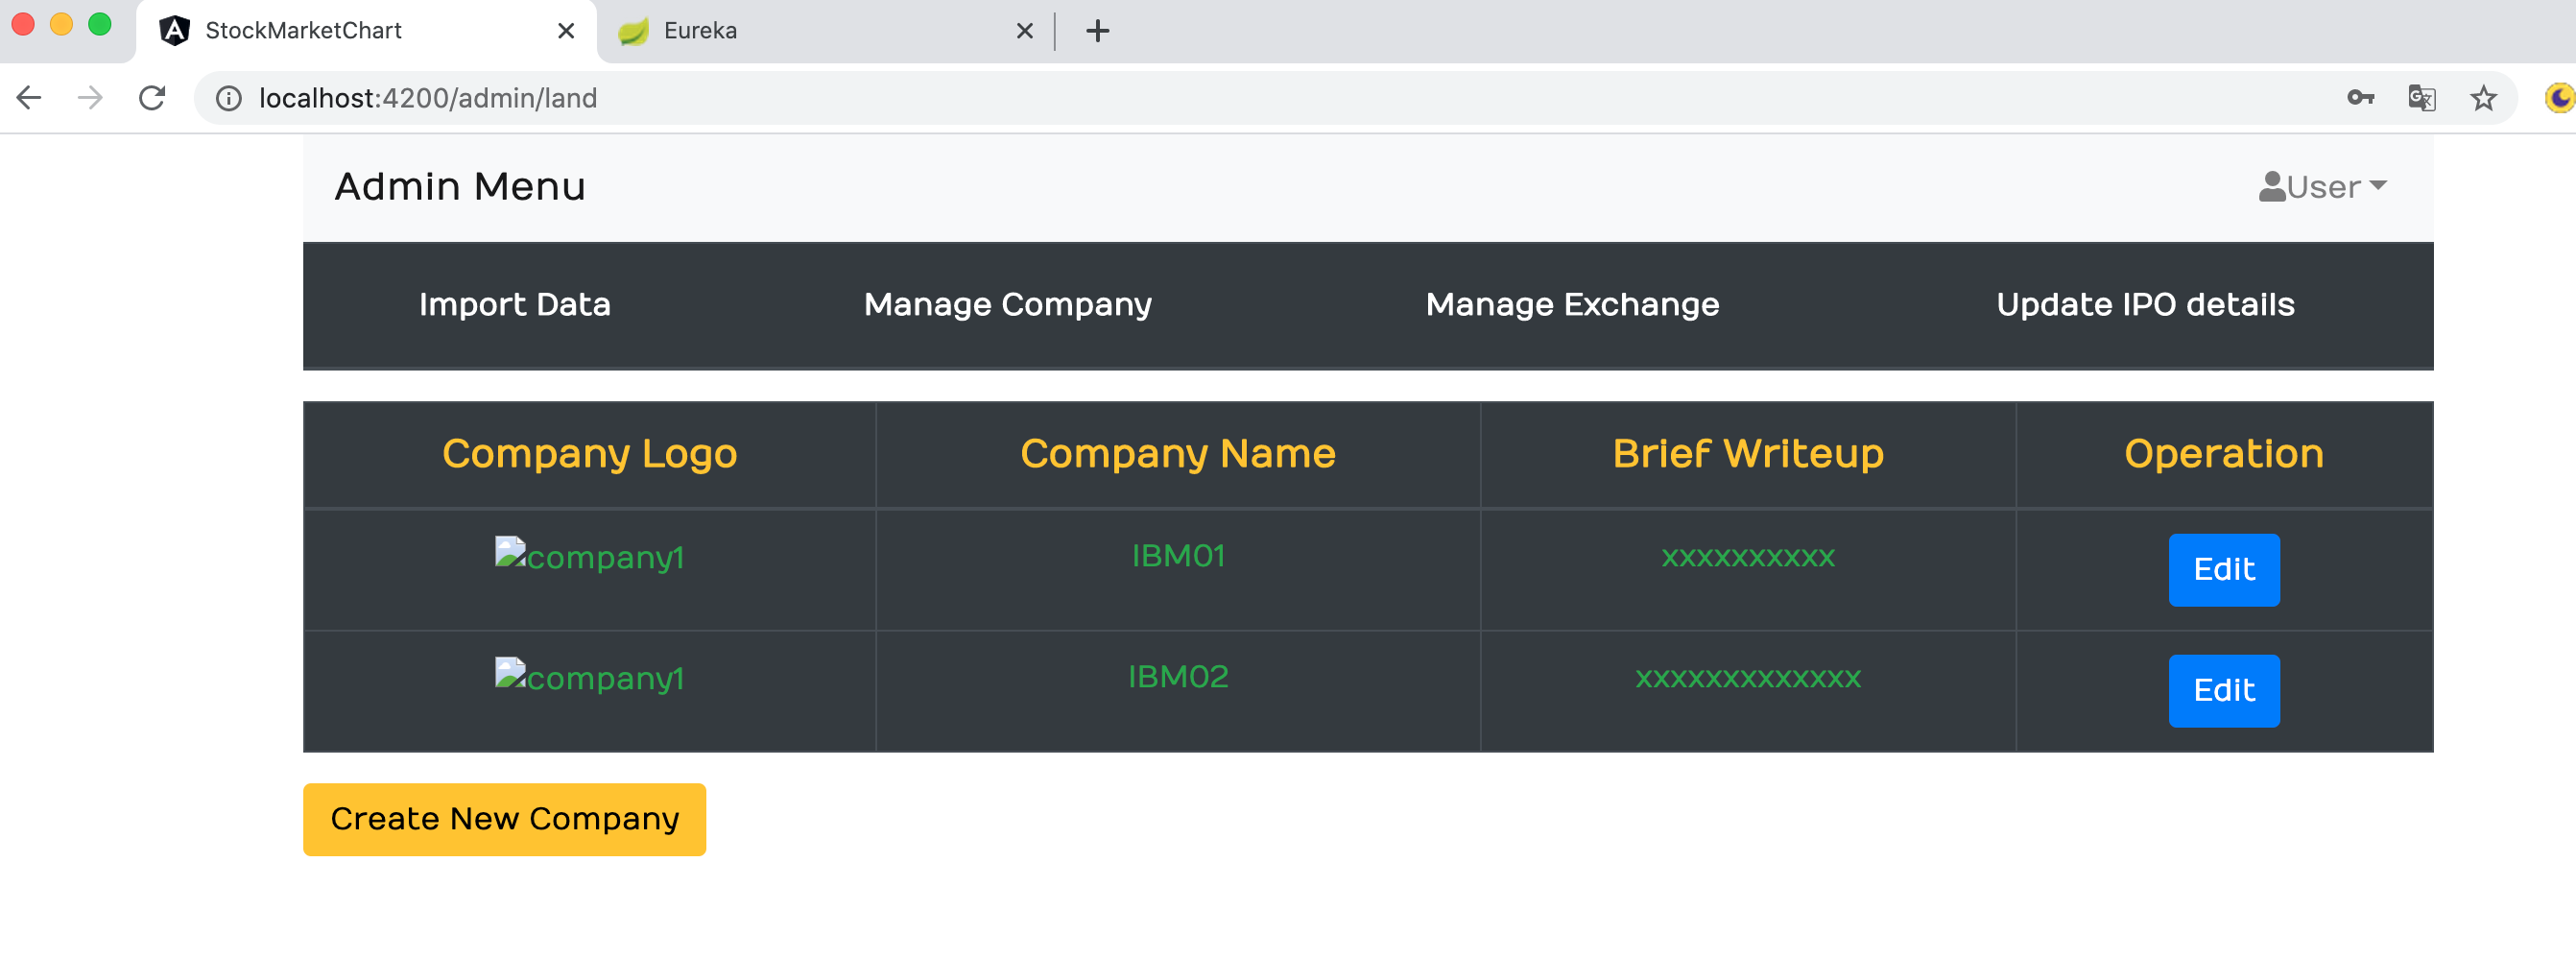 StockMarketChart
Eureka
localhost:4200/admin/land
Admin Menu
User
Import Data Manage Company Manage Exchange Update IPO details
Company Logo Company Name Brief Writeup Operation
company1 IBM01 xxxxxxxxxx Edit
company1 IBM02 xxxxxxxxxxxxx Edit
Create New Company